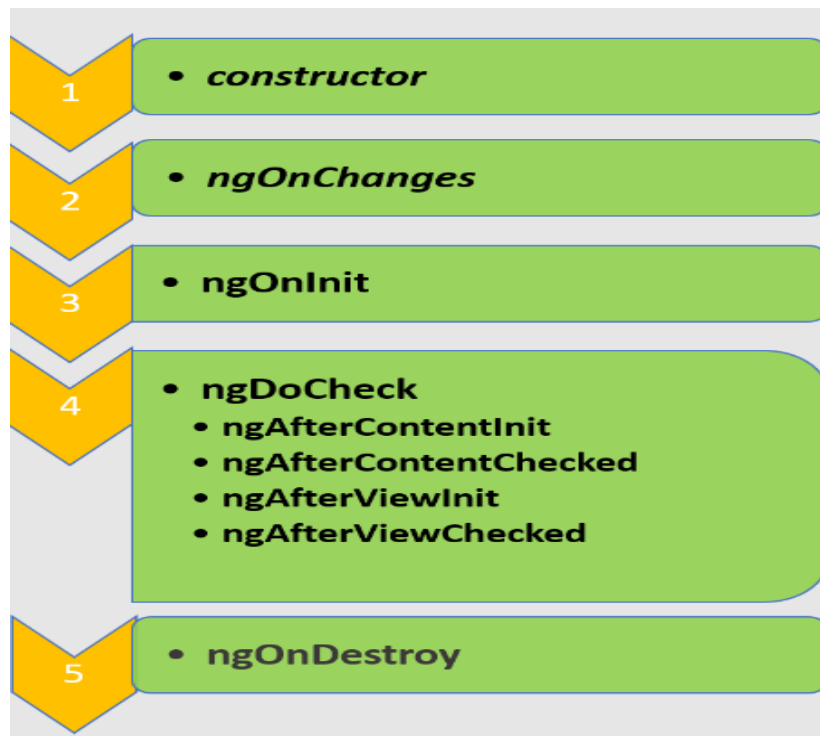 1
• constructor
2
• ngOnChanges
3
• ngOnInit
4
• ngDoCheck
• ngAfterContentInit
• ngAfterContentChecked
• ngAfterViewInit
• ngAfterViewChecked
5
• ngOnDestroy